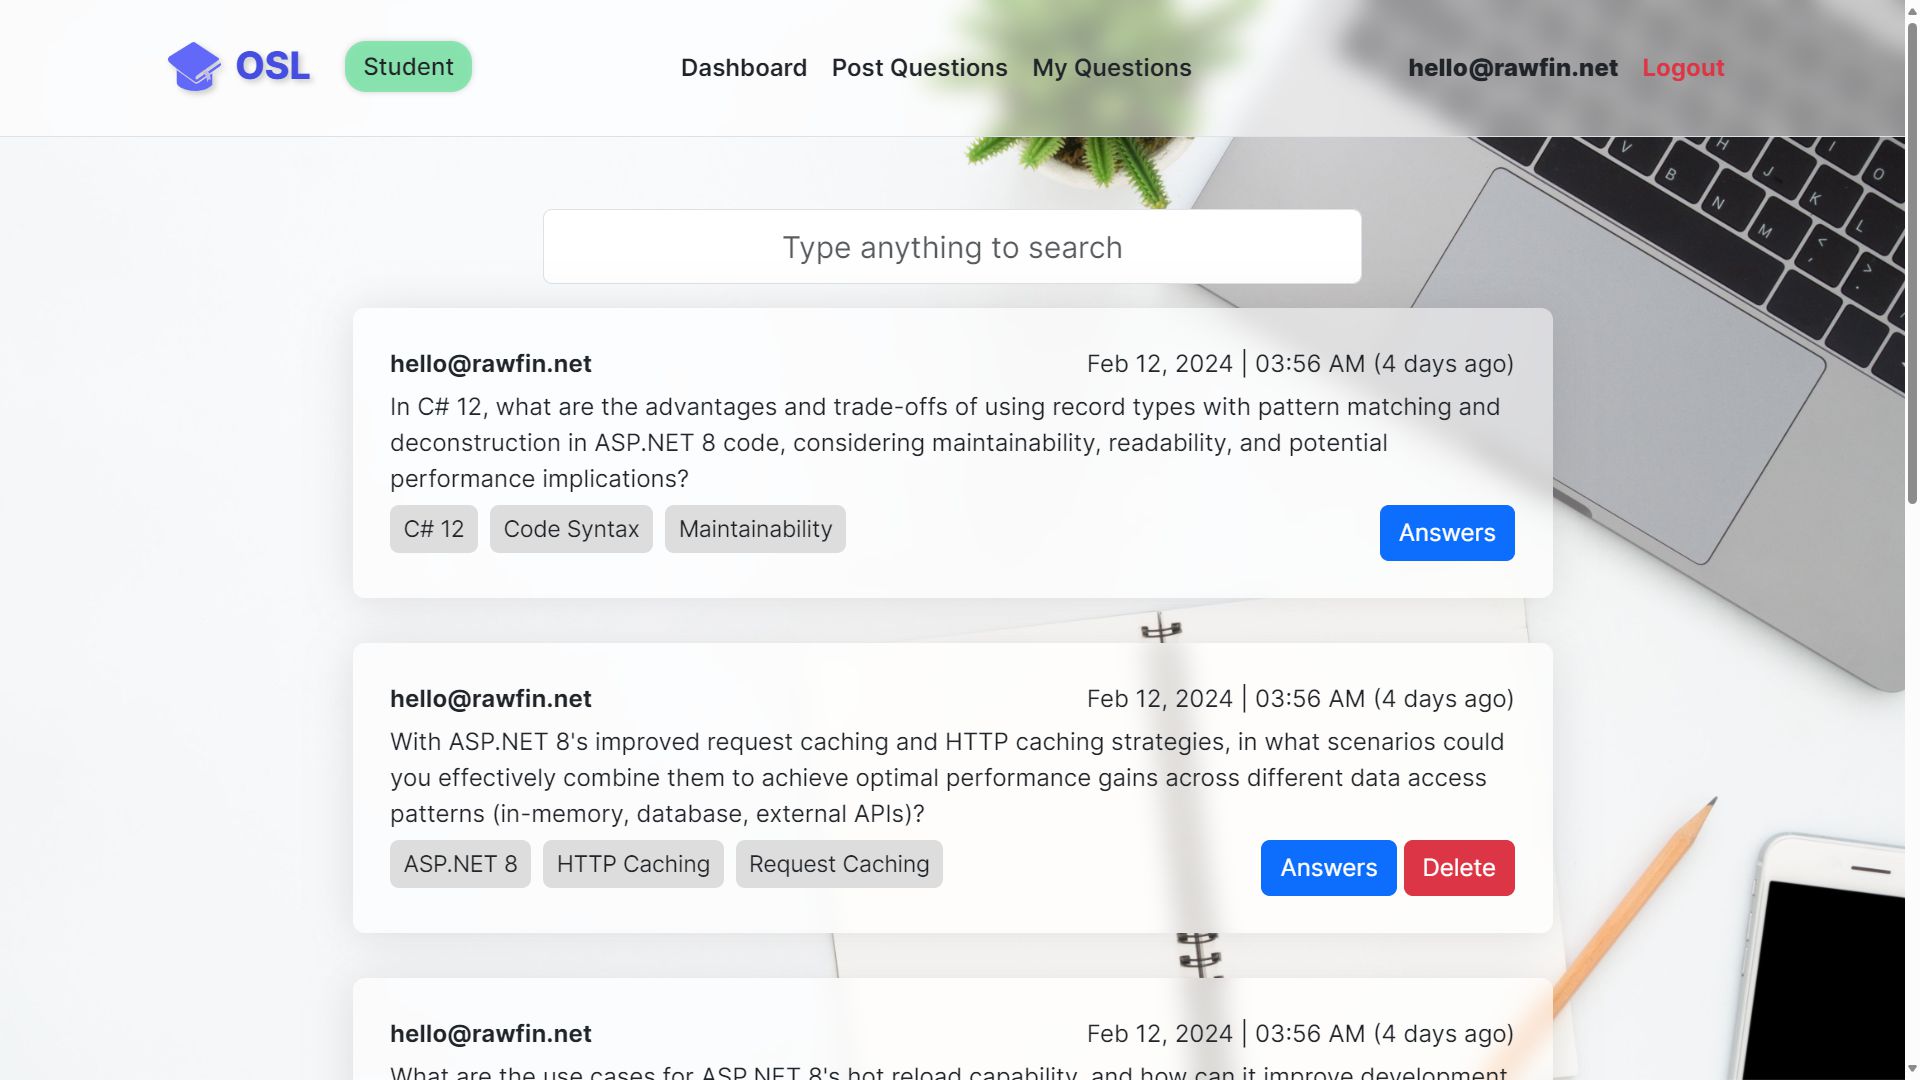 OSL
Student
Dashboard Post Questions My Questions
hello@rawfin.net Logout
Type anything to search
hello@rawfin.net Feb 12, 2024 | 03:56 AM (4 days ago)
In C# 12, what are the advantages and trade-offs of using record types with pattern matching and
deconstruction in ASP.NET 8 code, considering maintainability, readability, and potential
performance implications?
C# 12 Code Syntax Maintainability
Answers
hello@rawfin.net Feb 12, 2024 | 03:56 AM (4 days ago)
With ASP.NET 8's improved request caching and HTTP caching strategies, in what scenarios could
you effectively combine them to achieve optimal performance gains across different data access
patterns (in-memory, database, external APIs)?
ASP.NET 8 HTTP Caching Request Caching
Answers Delete
hello@rawfin.net Feb 12, 2024 | 03:56 AM (4 days ago)
What are the use cases for ASP.NET 8's hot reload capability, and how can it improve development